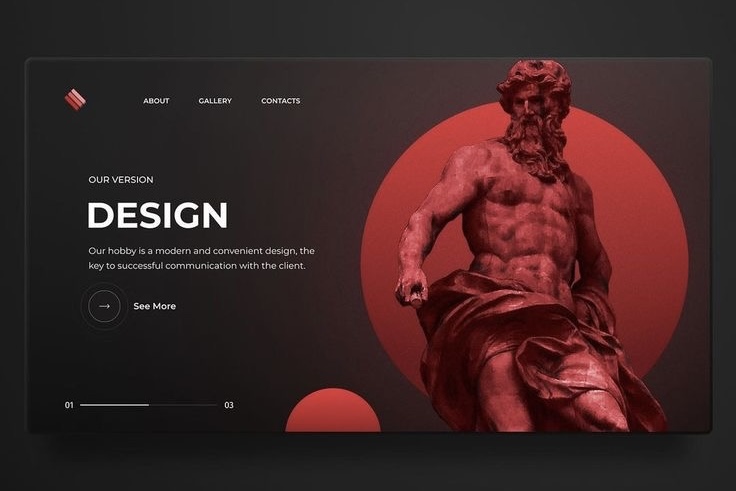 ABOUT GALLERY CONTACTS
OUR VERSION
DESIGN
Our hobby is a modern and convenient design, the
key to successful communication with the client.
See More
01 03